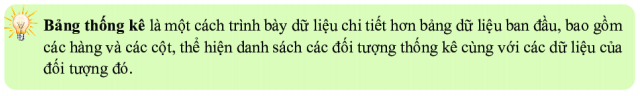 Bảng thống kê là một cách trình bày dữ liệu chi tiết hơn bảng dữ liệu ban đầu, bao gồm
các hàng và các cột, thể hiện danh sách các đối tượng thống kê cùng với các dữ liệu của
đối tượng đó.